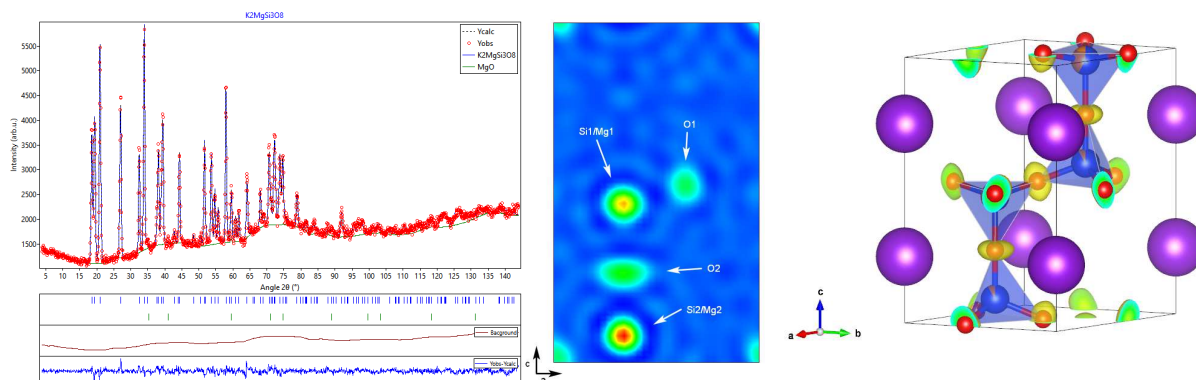 K2MgSi3O8
Ycalc
Yobs
K2MgSi3O8
MgO
Intensity (arb.u.)
5500
5000
4500
4000
3500
3000
2500
2000
1500
5 10 15 20 25 30 35 40 45 50 55 60 65 70 75 80 85 90 95 100 105 110 115 120 125 130 135 140
Angle 2θ (°)
Bacground
Yobs-Ycalc
Si1/Mg1
O1
O2
Si2/Mg2
c
a
c
a
b